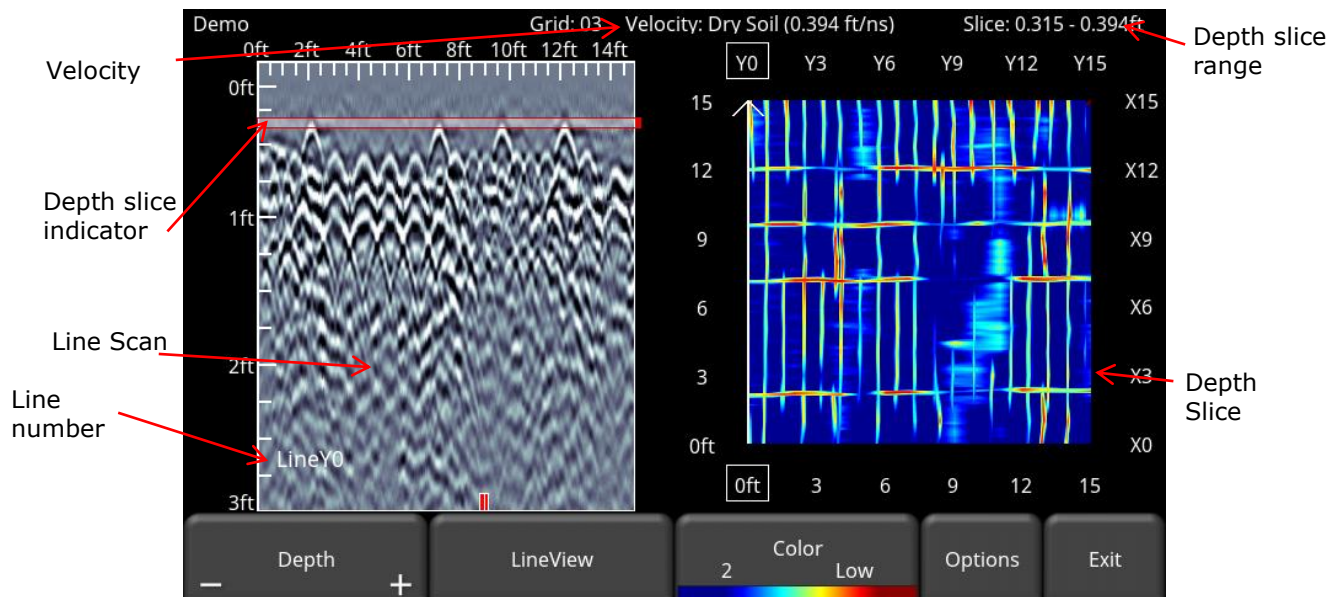 Demo
Grid: 03
Velocity: Dry Soil (0.394 ft/ns)
Slice: 0.315 - 0.394ft
Velocity
Depth slice
range
0ft 2ft 4ft 6ft 8ft 10ft 12ft 14ft
Y0 Y3 Y6 Y9 Y12 Y15
0ft
1ft
2ft
3ft
15
12
9
6
3
0ft
X15
X12
X9
X6
X3
X0
Depth slice
indicator
Line Scan
Line
number
LineY0
Depth
Slice
0ft 3 6 9 12 15
Depth
− +
LineView
Color
2 Low
Options
Exit